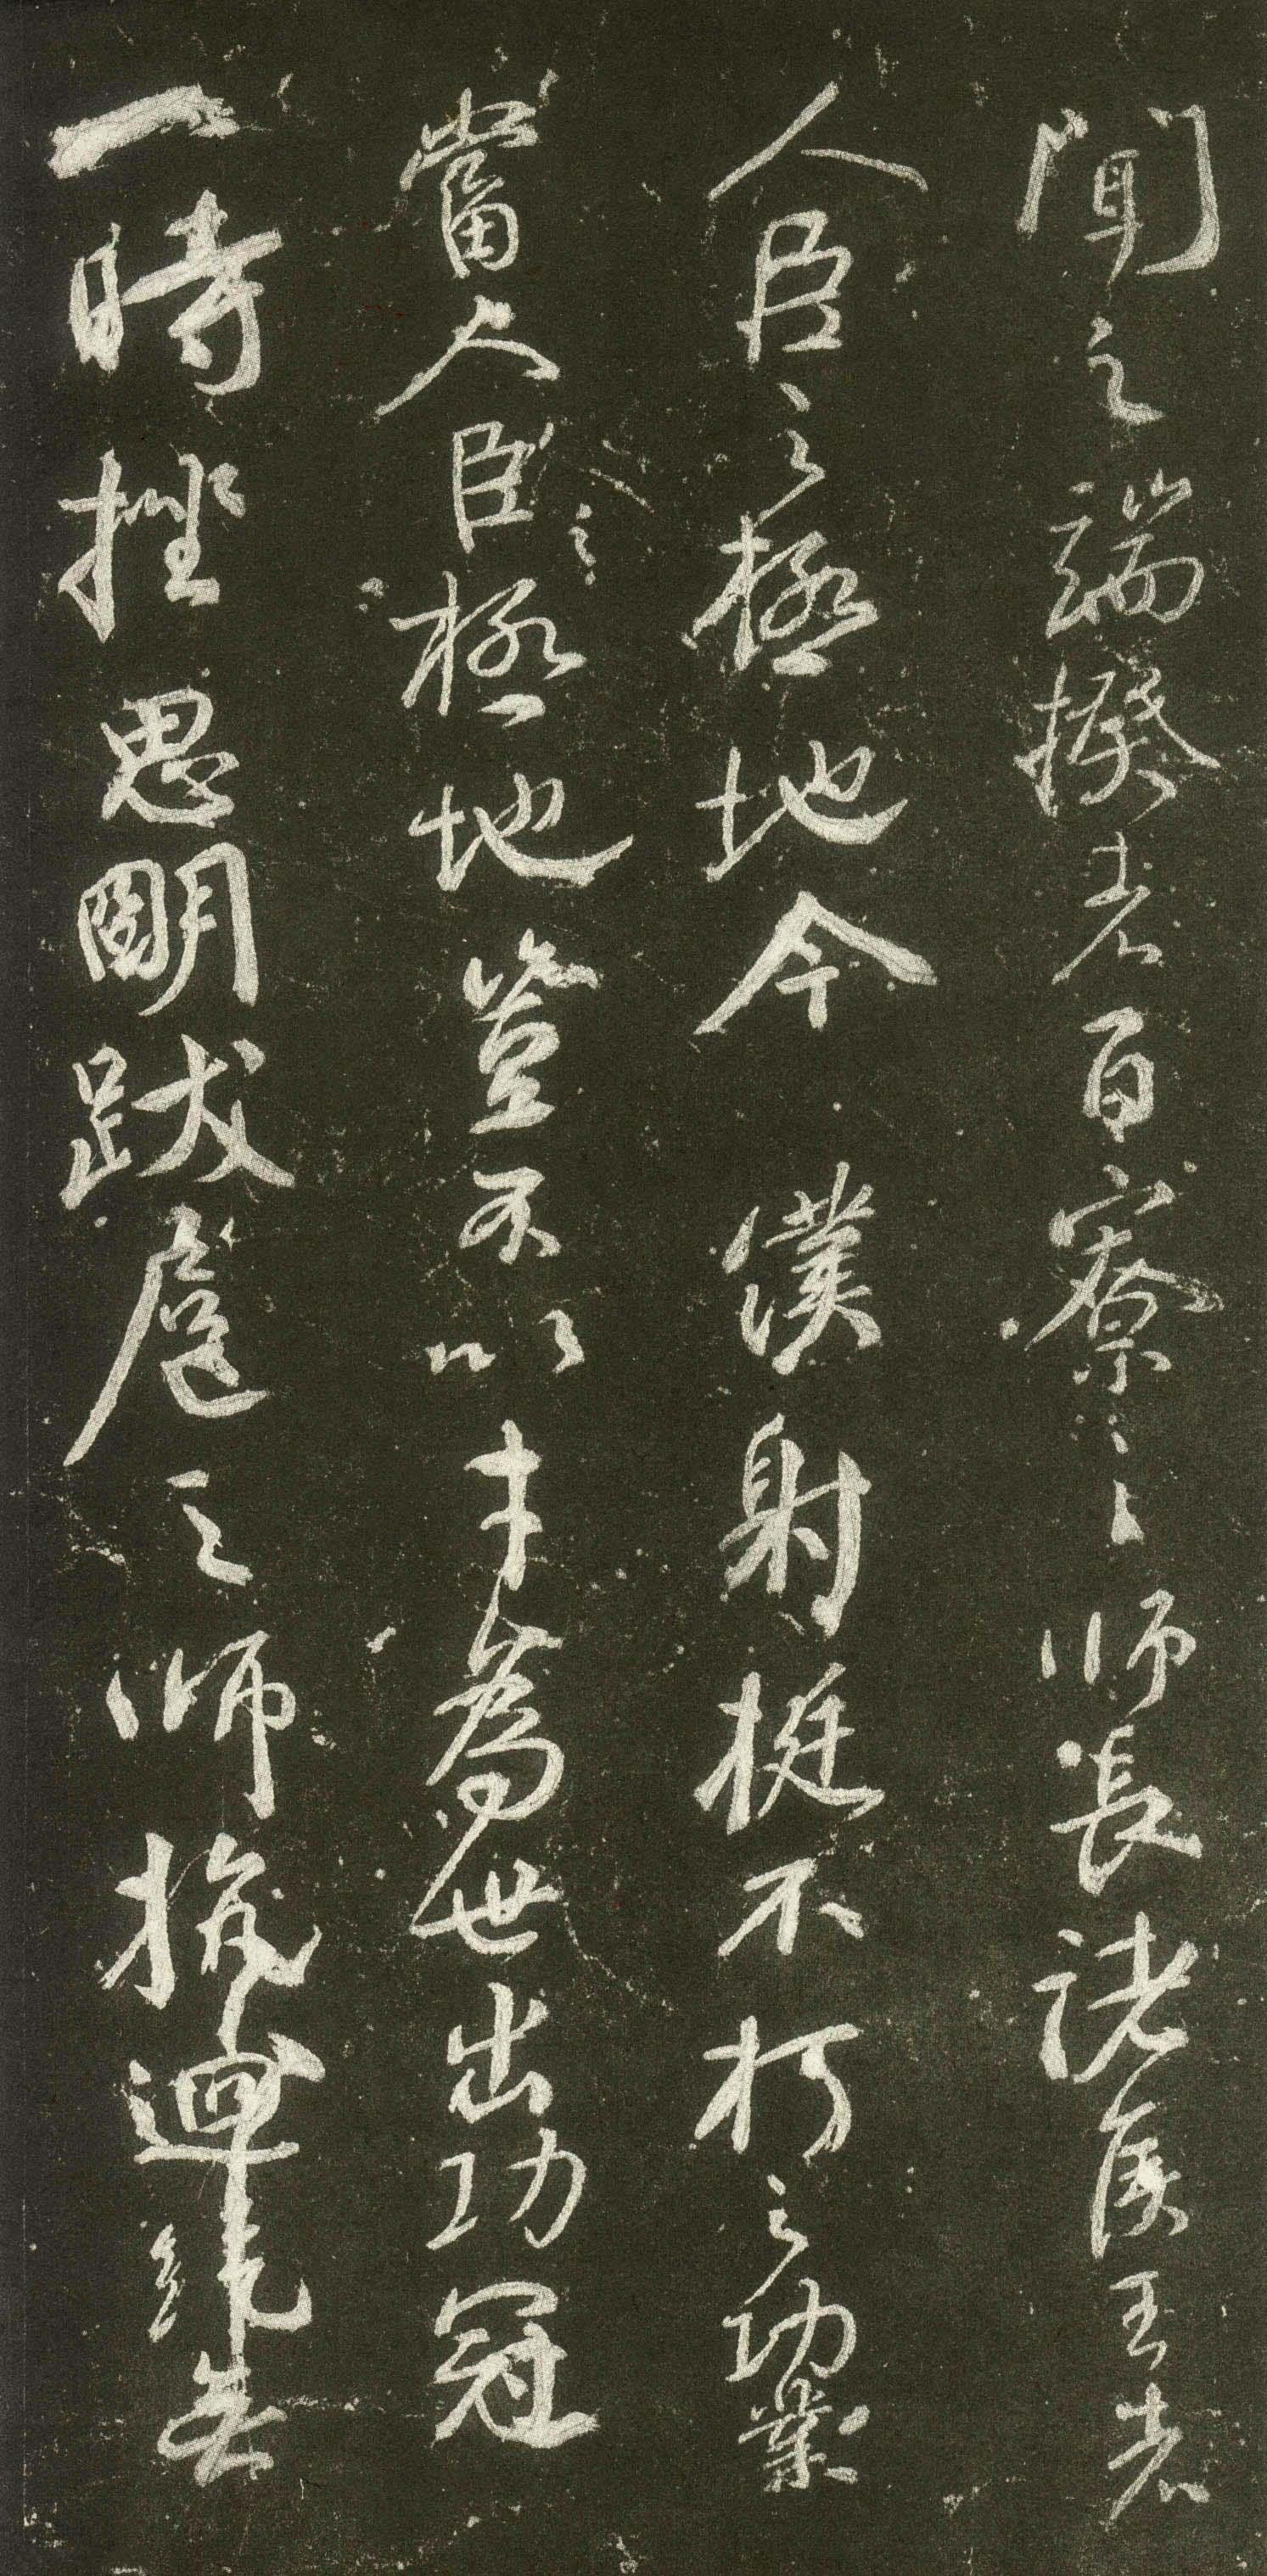 聞之端揆者百寮之師長諸侯王者
人臣之極地今僕射挺不朽之功業
當人臣之極地豈不以才為世出功冠
一時挫思明跋扈之師抗迴紇無